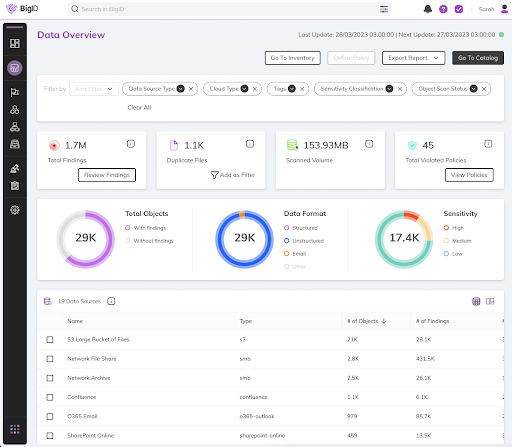 BigID
Search in BigID
Sarah
Data Overview
Last Update: 26/03/2023 03:00:00 | Next Update: 27/03/2023 03:00:00
Go To Inventory
Define Policy
Export Report
Go To Catalog
Filter by
Add Filter
Data Source Type
Cloud Type
Tags
Sensitivity Classification
Object Scan Status
Clear All
1.7M
Total Findings
Review Findings
1.1K
Duplicate Files
Add as Filter
153.93MB
Scanned Volume
45
Total Violated Policies
View Policies
29K
Total Objects
With findings
Without findings
29K
Data Format
Structured
Unstructured
Email
Other
17.4K
Sensitivity
High
Medium
Low
19 Data Sources
Name Type # of Objects # of Findings #
S3 Large Bucket of Files s3 21K 28.1K
Network File Share smb 2.8K 431.5K
Network Archive smb 2.5K 26.1K
Confluence confluence 1.1K 6.1K
O365 Email o365-outlook 979 85.7K
SharePoint Online sharepoint-online 459 13.5K